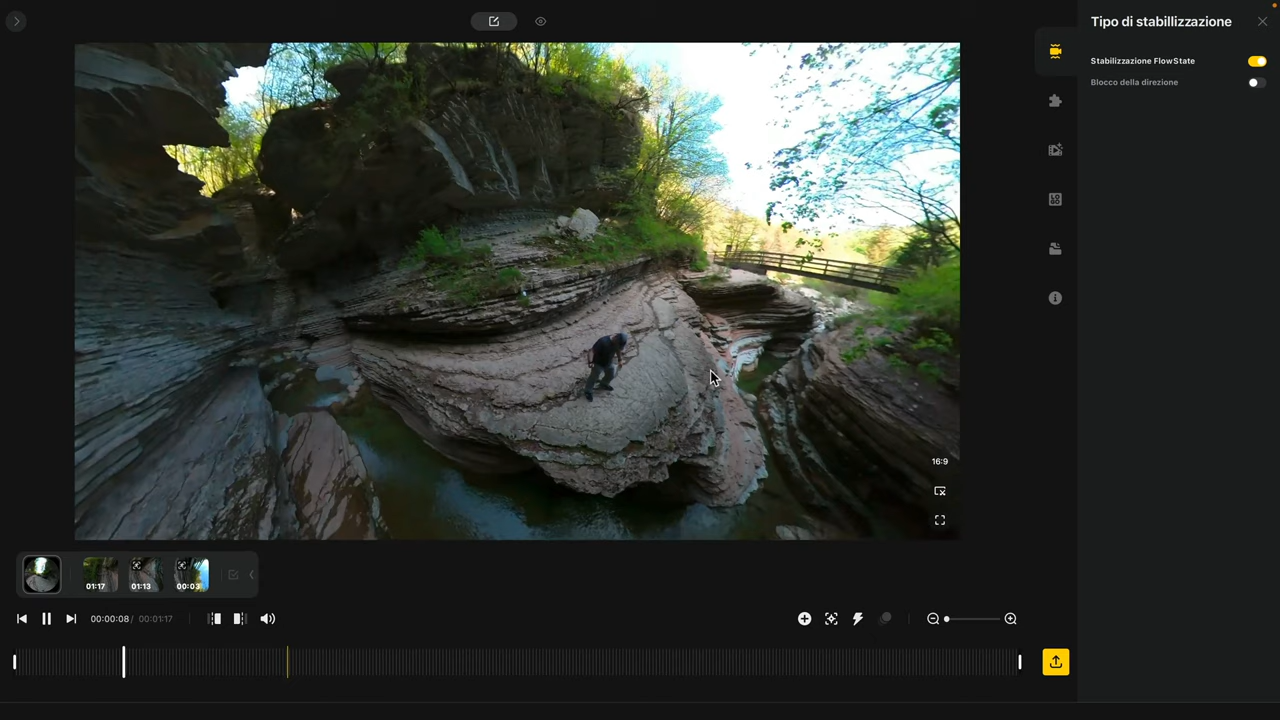 Tipo di stabillizzazione
Stabilizzazione FlowState
Blocco della direzione
16:9
01:17
01:13
00:03
00:00:08 / 00:01:17